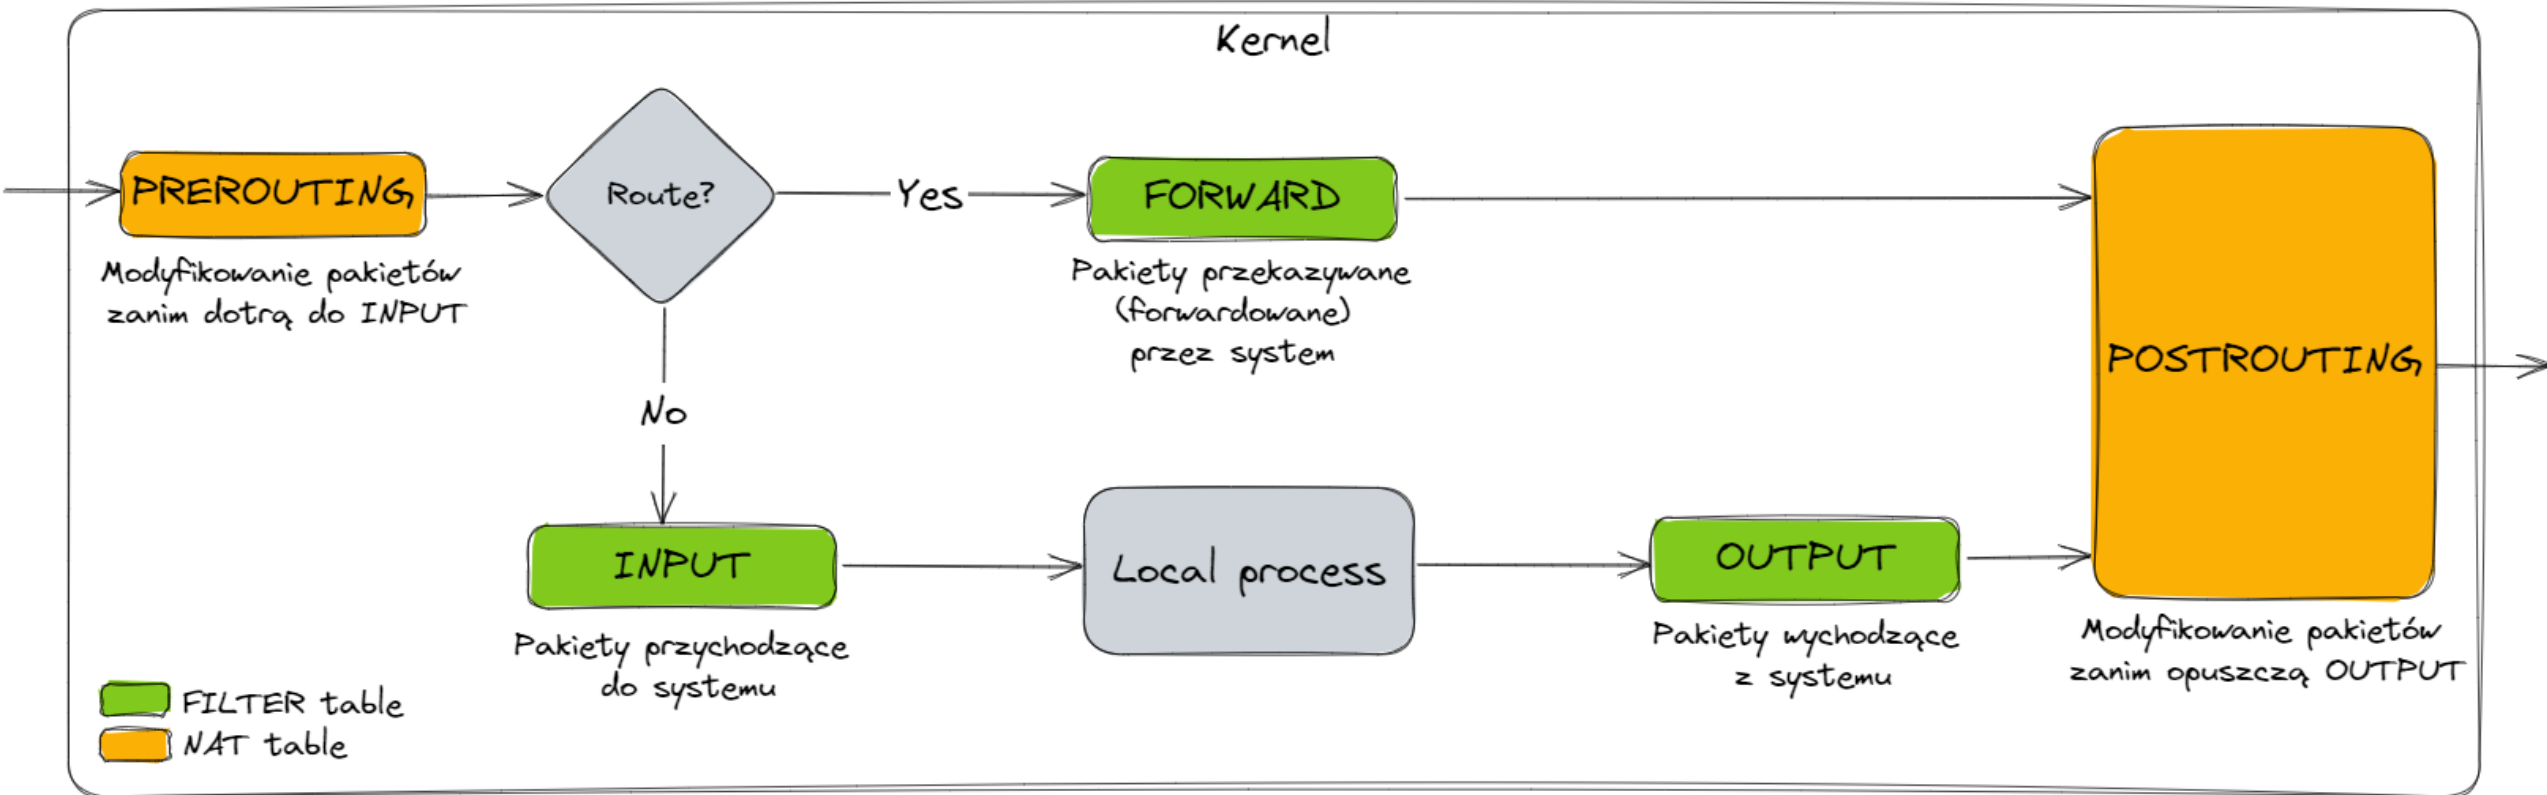 Kernel
PREROUTING
Modyfikowanie pakietów
zanim dotrą do INPUT
Route?
Yes
FORWARD
Pakiety przekazywane
(forwardowane)
przez system
No
INPUT
Pakiety przychodzące
do systemu
Local process
OUTPUT
Pakiety wychodzące
z systemu
POSTROUTING
Modyfikowanie pakietów
zanim opuszczą OUTPUT
FILTER table
NAT table